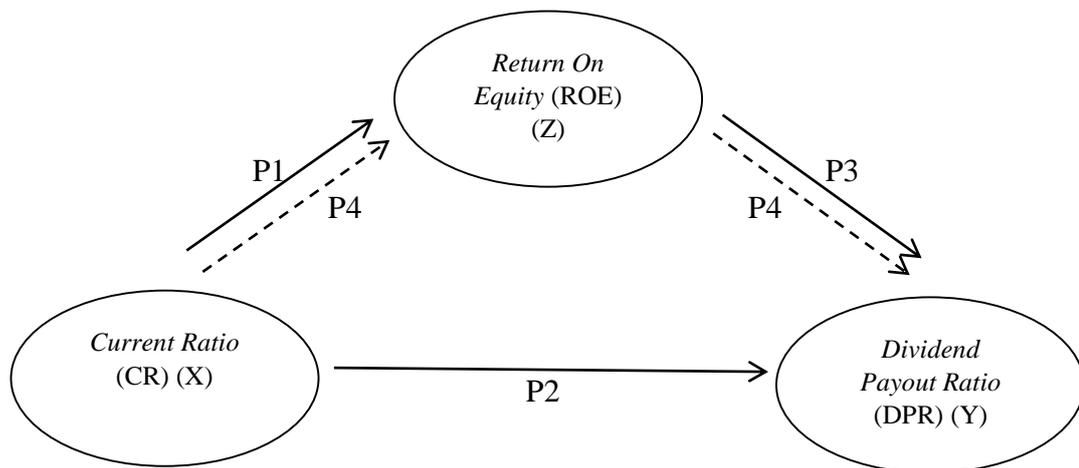 Return On
Equity (ROE)
(Z)
P1
P4
P3
P4
Current Ratio
(CR) (X)
P2
Dividend
Payout Ratio
(DPR) (Y)